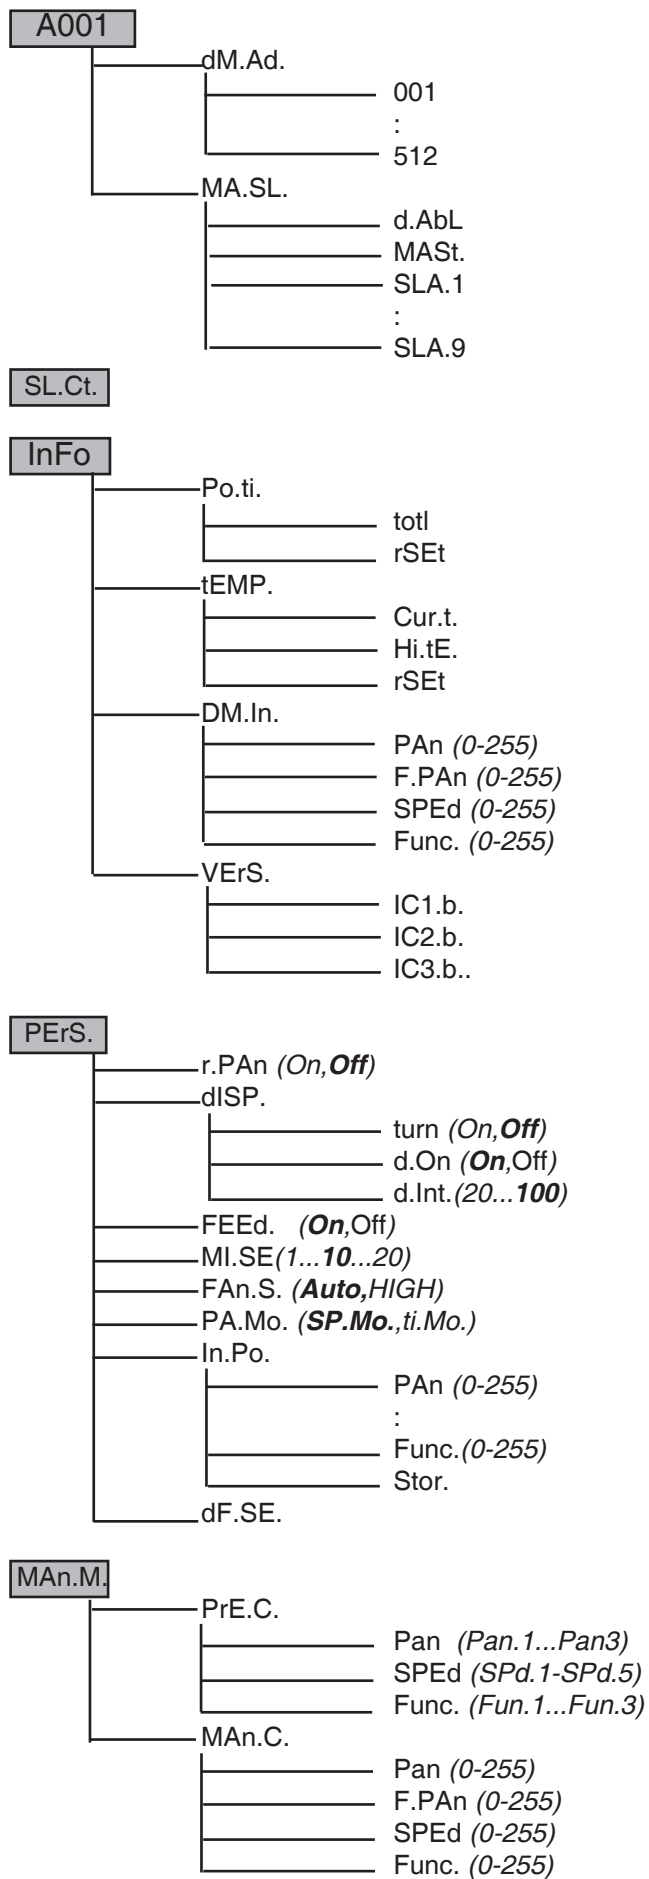 A001
dM.Ad.
001
:
512
MA.SL.
d.AbL
MASt.
SLA.1
:
SLA.9
SL.Ct.
InFo
Po.ti.
totl
rSEt
tEMP.
Cur.t.
Hi.tE.
rSEt
DM.In.
PAn (0-255)
F.PAn (0-255)
SPEd (0-255)
Func. (0-255)
VErS.
IC1.b.
IC2.b.
IC3.b..
PErS.
r.PAn (On,Off)
dISP.
turn (On,Off)
d.On (On,Off)
d.Int.(20...100)
FEEd. (On,Off)
MI.SE(1...10...20)
FAn.S. (Auto,HIGH)
PA.Mo. (SP.Mo.,ti.Mo.)
In.Po.
PAn (0-255)
:
Func.(0-255)
Stor.
dF.SE.
MAn.M.
PrE.C.
Pan (Pan.1...Pan3)
SPEd (SPd.1-SPd.5)
Func. (Fun.1...Fun.3)
MAn.C.
Pan (0-255)
F.PAn (0-255)
SPEd (0-255)
Func. (0-255)